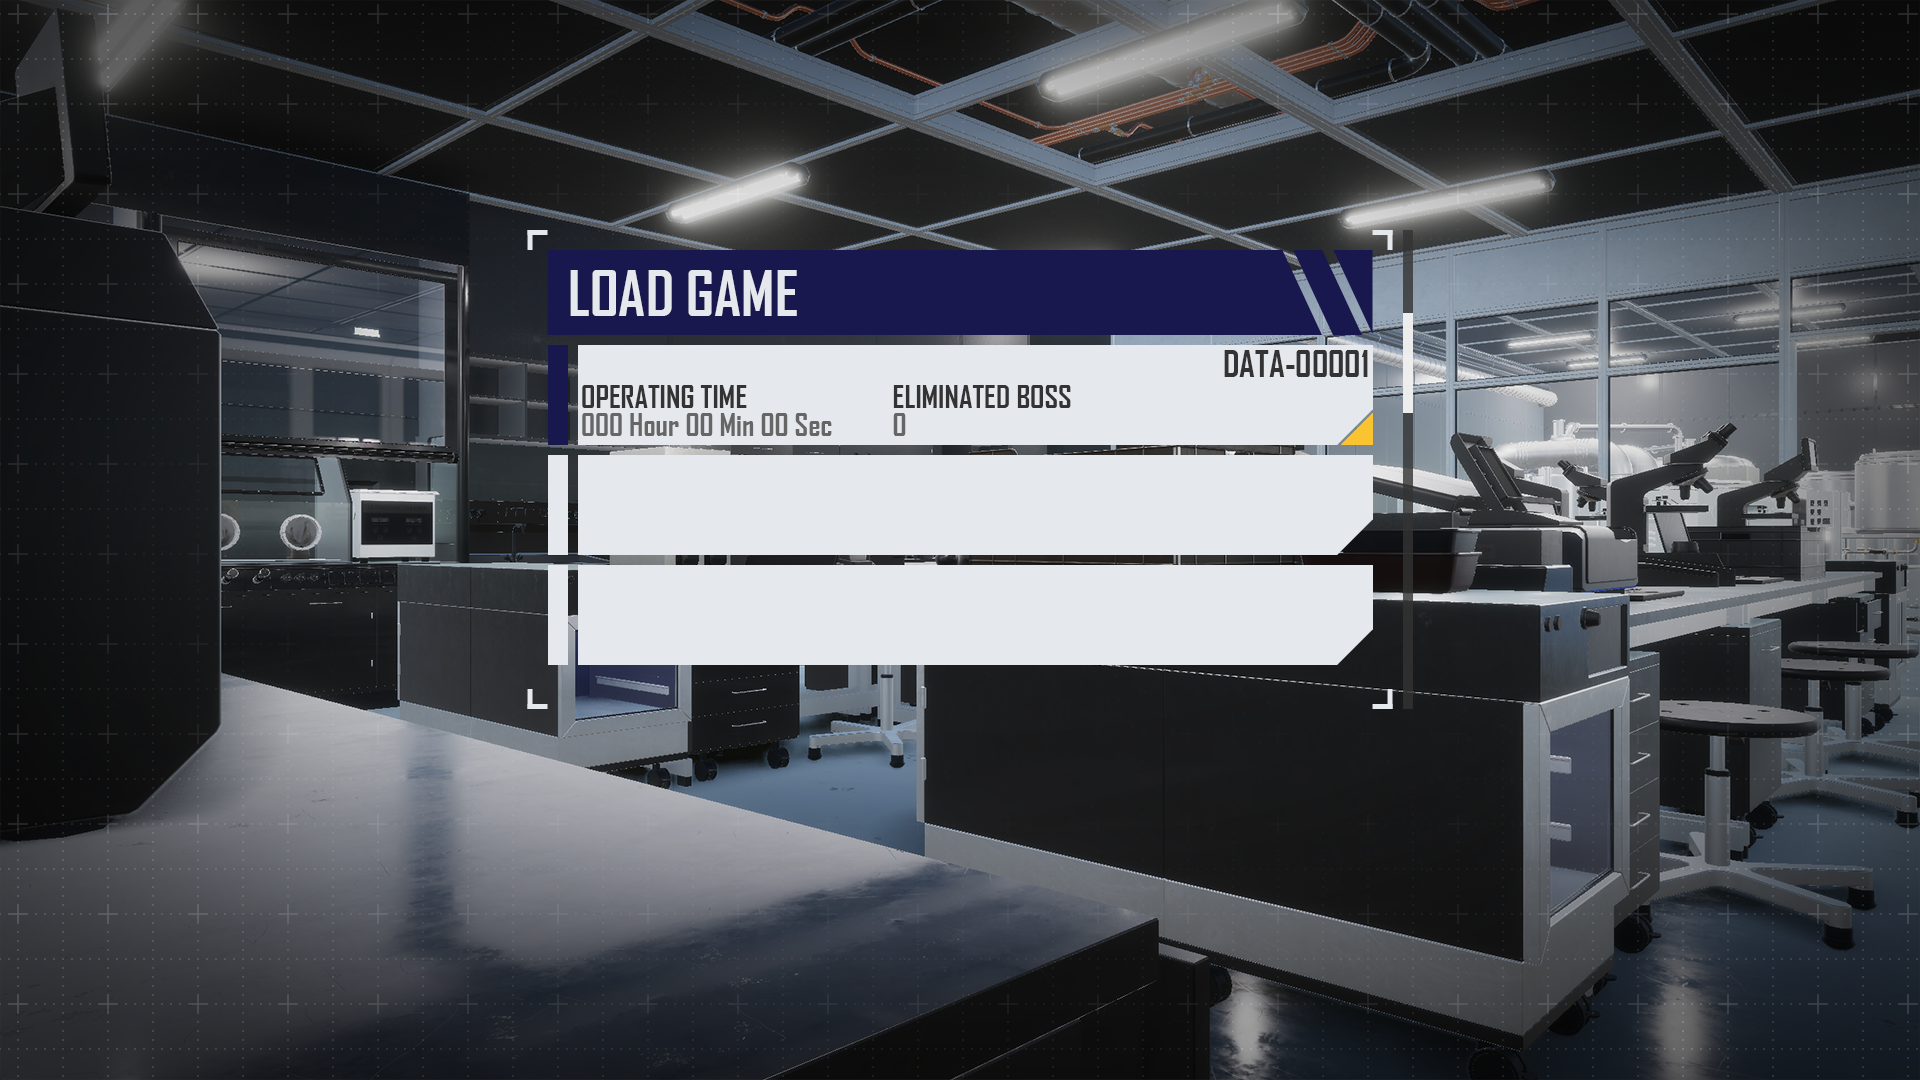 LOAD GAME
DATA-00001
OPERATING TIME ELIMINATED BOSS
000 Hour 00 Min 00 Sec 0